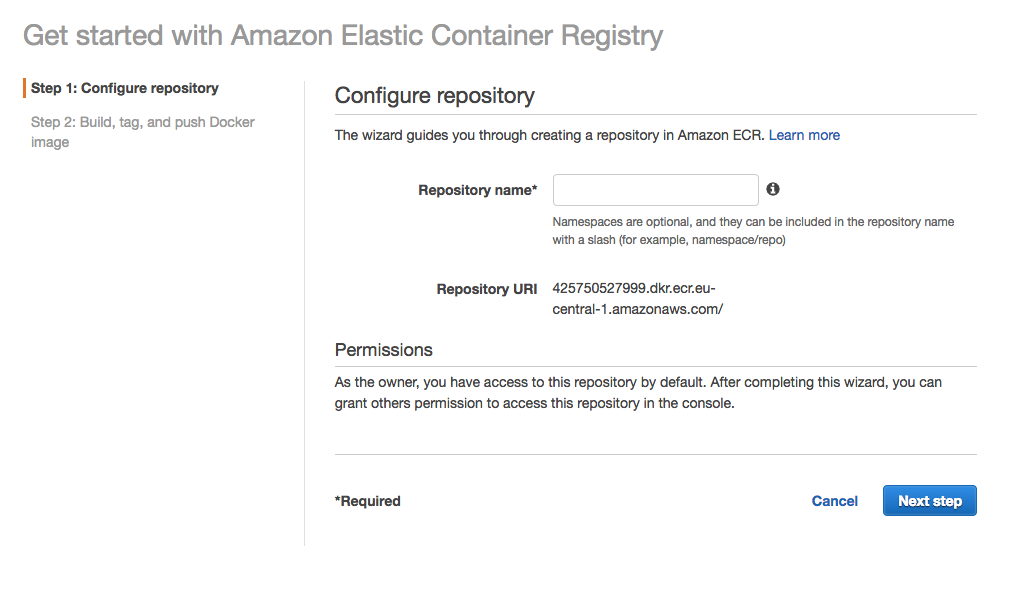 Get started with Amazon Elastic Container Registry
Step 1: Configure repository
Step 2: Build, tag, and push Docker
image
Configure repository
The wizard guides you through creating a repository in Amazon ECR. Learn more
Repository name*
Namespaces are optional, and they can be included in the repository name
with a slash (for example, namespace/repo)
Repository URI
425750527999.dkr.ecr.eu-
central-1.amazonaws.com/
Permissions
As the owner, you have access to this repository by default. After completing this wizard, you can
grant others permission to access this repository in the console.
*Required
Cancel
Next step